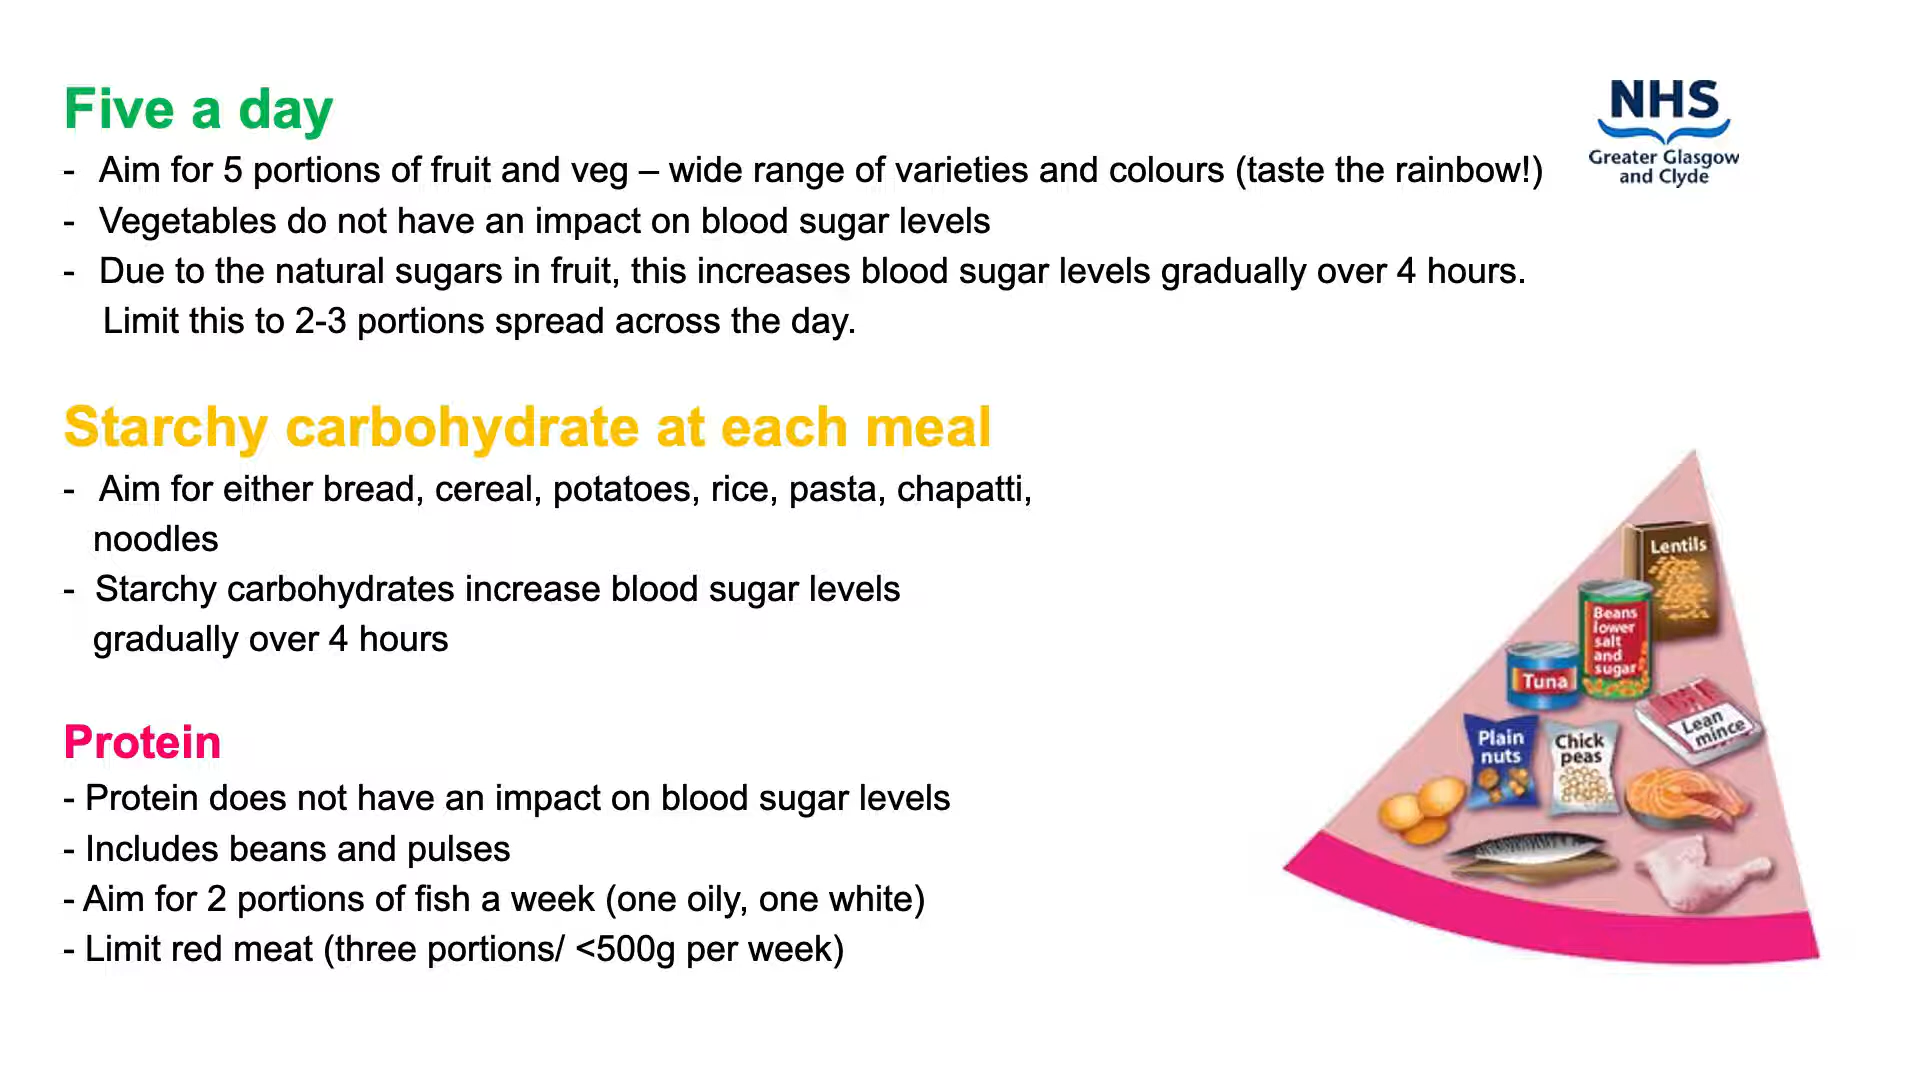 Five a day
- Aim for 5 portions of fruit and veg – wide range of varieties and colours (taste the rainbow!)
- Vegetables do not have an impact on blood sugar levels
- Due to the natural sugars in fruit, this increases blood sugar levels gradually over 4 hours.
Limit this to 2-3 portions spread across the day.
NHS
Greater Glasgow
and Clyde
Starchy carbohydrate at each meal
- Aim for either bread, cereal, potatoes, rice, pasta, chapatti,
noodles
- Starchy carbohydrates increase blood sugar levels
gradually over 4 hours
Protein
- Protein does not have an impact on blood sugar levels
- Includes beans and pulses
- Aim for 2 portions of fish a week (one oily, one white)
- Limit red meat (three portions/ <500g per week)
Lentils
Beans
lower
salt
and
sugar
Tuna
Lean
mince
Plain
nuts
Chick
peas